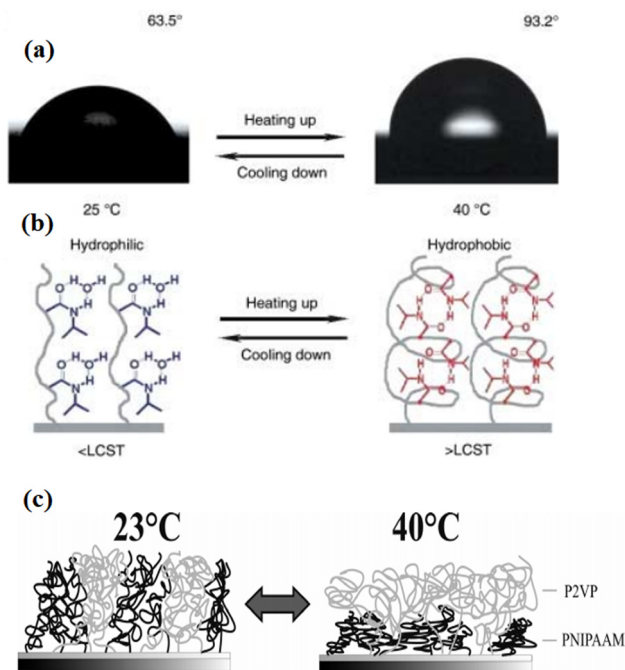 63.5°
93.2°
(a)
Heating up
Cooling down
25 °C
40 °C
(b)
Hydrophilic
Hydrophobic
O H O H
N H
O H O H
N H
O H O H
N H
O H O H
N H
Heating up
Cooling down
O H N
N H O
O H N
N H O
O H N
N H O
O H N
N H O
<LCST
>LCST
(c)
23°C
40°C
P2VP
PNIPAAM